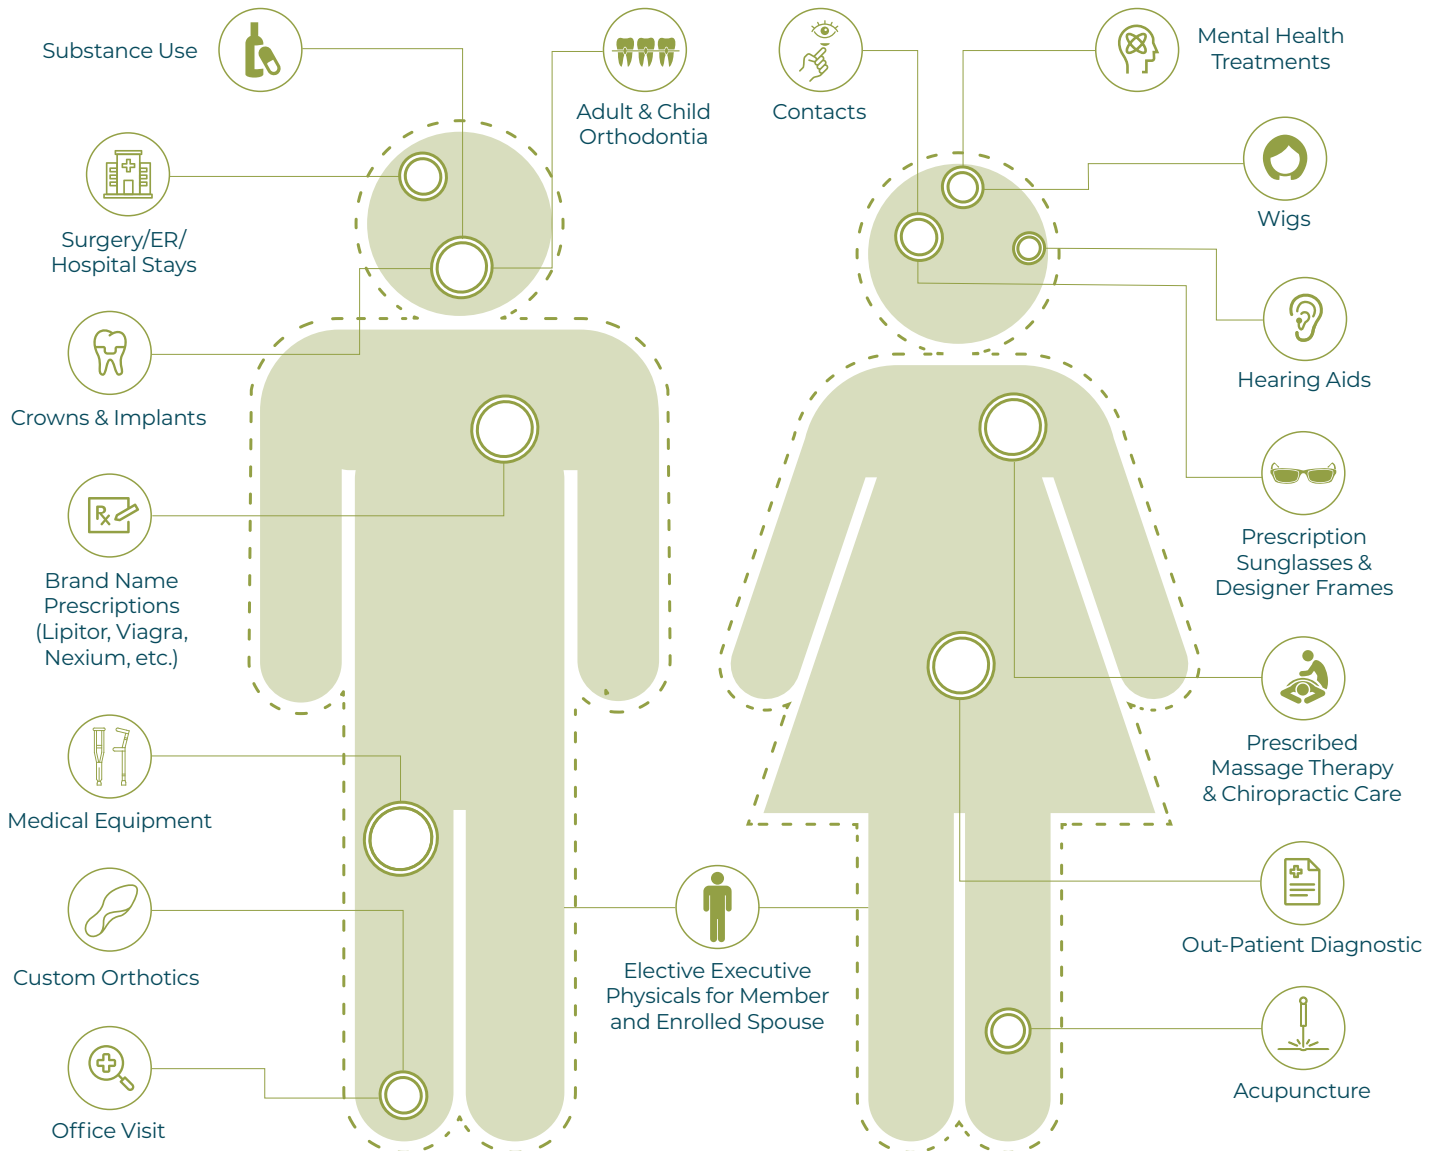 Substance Use
Adult & Child
Orthodontia
Contacts
Mental Health
Treatments
Surgery/ER/
Hospital Stays
Wigs
Crowns & Implants
Hearing Aids
Rx
Brand Name
Prescriptions
(Lipitor, Viagra,
Nexium, etc.)
Prescription
Sunglasses &
Designer Frames
Medical Equipment
Prescribed
Massage Therapy
& Chiropractic Care
Custom Orthotics
Elective Executive
Physicals for Member
and Enrolled Spouse
Out-Patient Diagnostic
Office Visit
Acupuncture